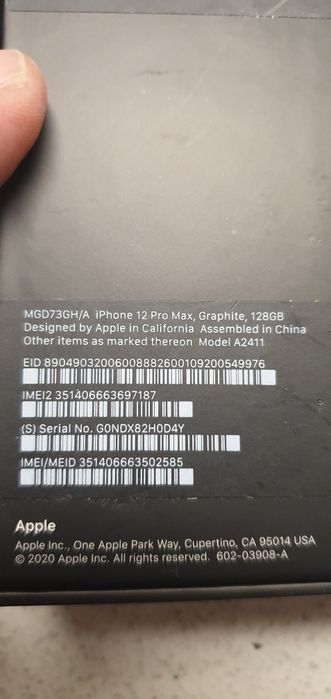 MGD73GH/A iPhone 12 Pro Max, Graphite, 128GB
Designed by Apple in California Assembled in China
Other items as marked thereon Model A2411
EID 89049032006008882600109200549976
IMEI2 351406663697187
(S) Serial No. G0NDX82H0D4Y
IMEI/MEID 351406663502585
Apple
Apple Inc., One Apple Park Way, Cupertino, CA 95014 USA
© 2020 Apple Inc. All rights reserved. 602-03908-A